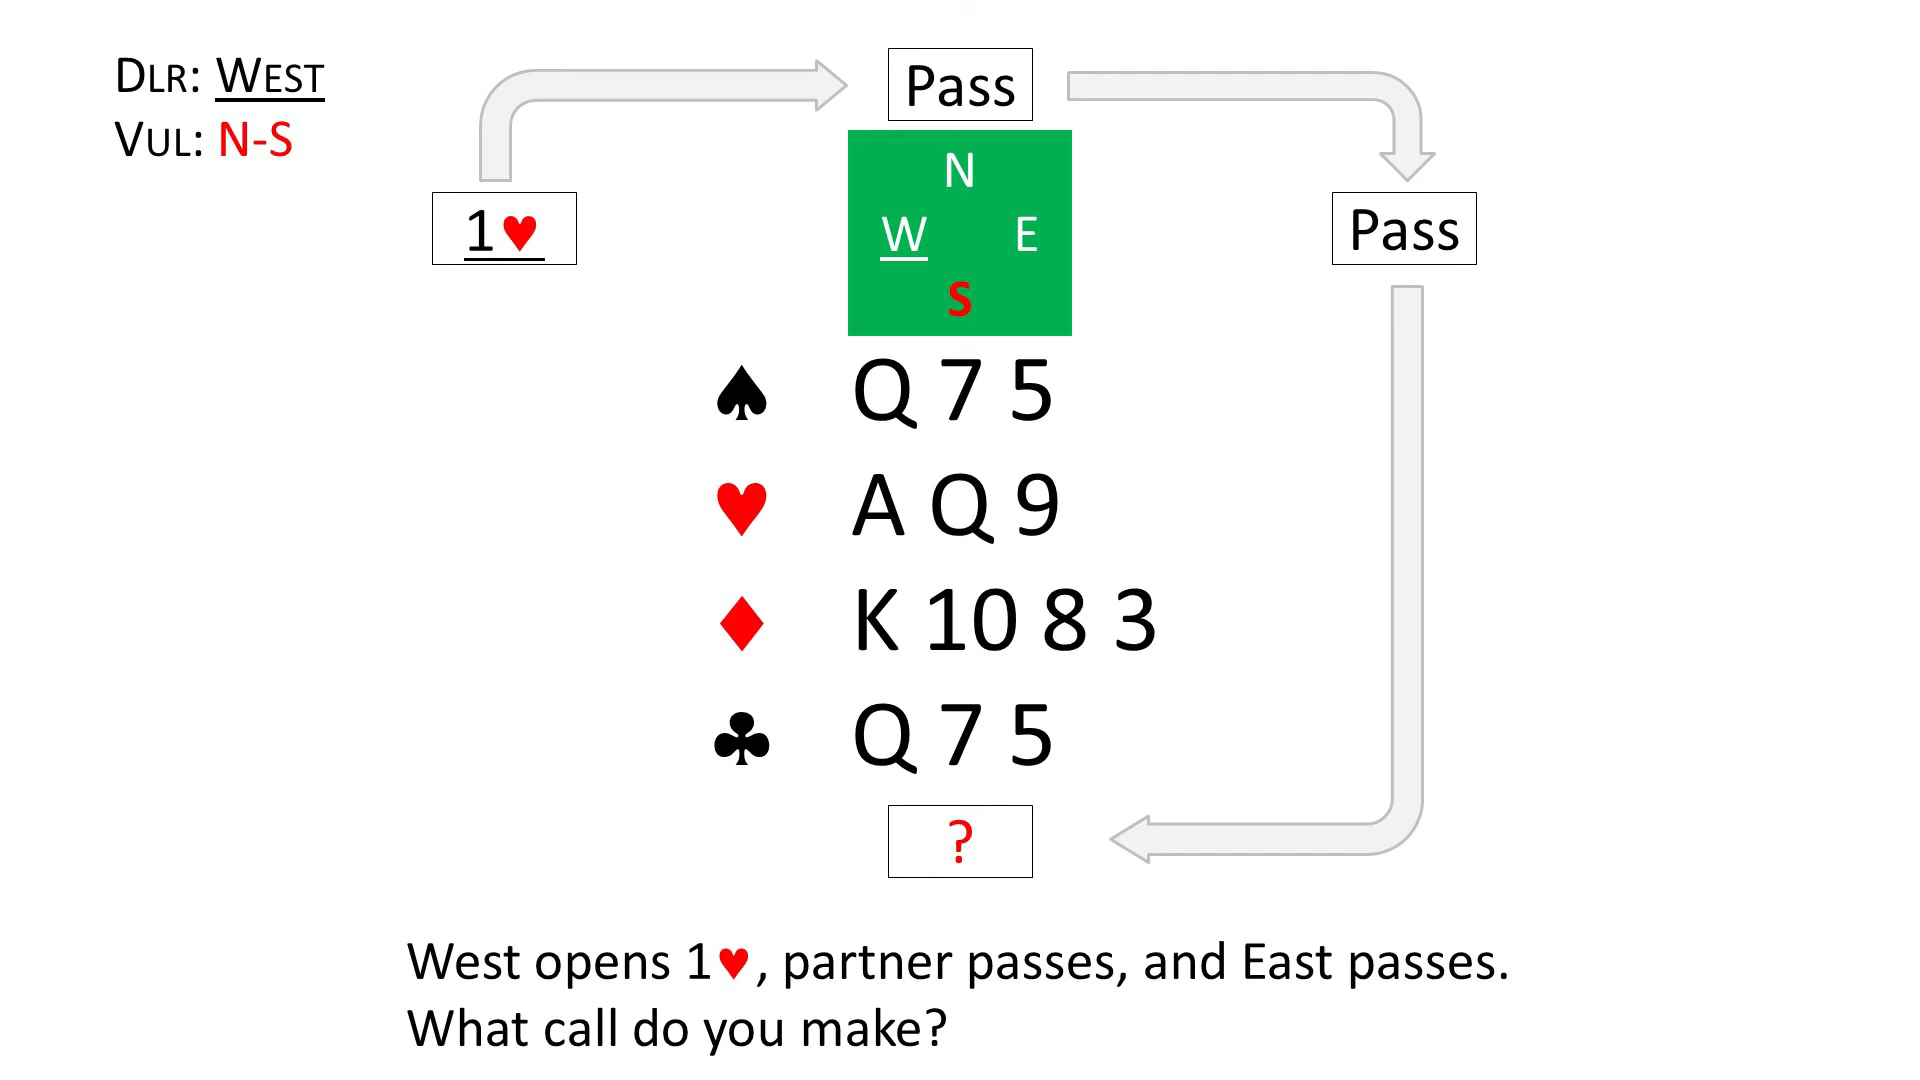 DLR: WEST
VUL: N-S
Pass
1♥
Pass
N
W E
S
♠ Q 7 5
♥ A Q 9
♦ K 10 8 3
♣ Q 7 5
?
West opens 1♥, partner passes, and East passes.
What call do you make?